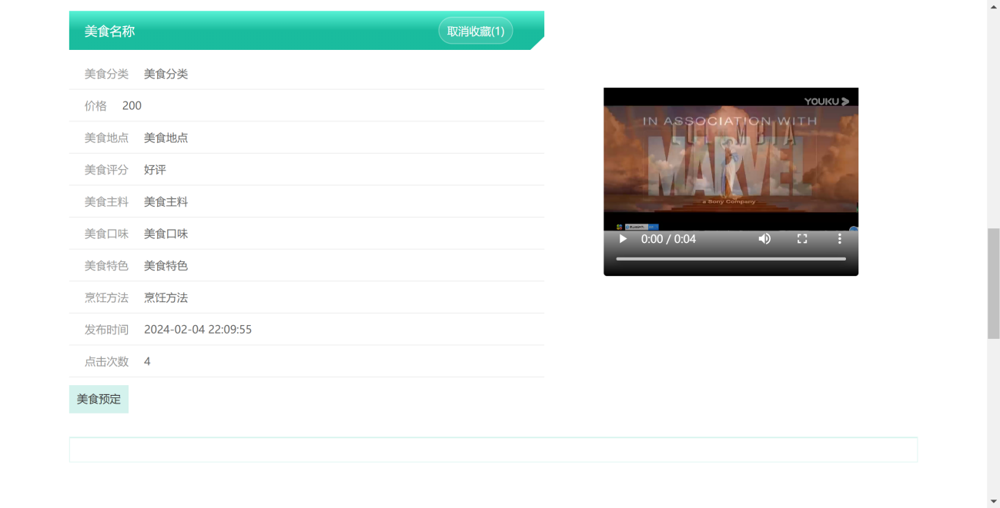 美食名称
取消收藏(1)
美食分类 美食分类
价格 200
美食地点 美食地点
美食评分 好评
美食主料 美食主料
美食口味 美食口味
美食特色 美食特色
烹饪方法 烹饪方法
发布时间 2024-02-04 22:09:55
点击次数 4
美食预定
YOUKU
IN ASSOCIATION WITH
COLUMBIA
MARVEL
a Sony Company
0:00 / 0:04